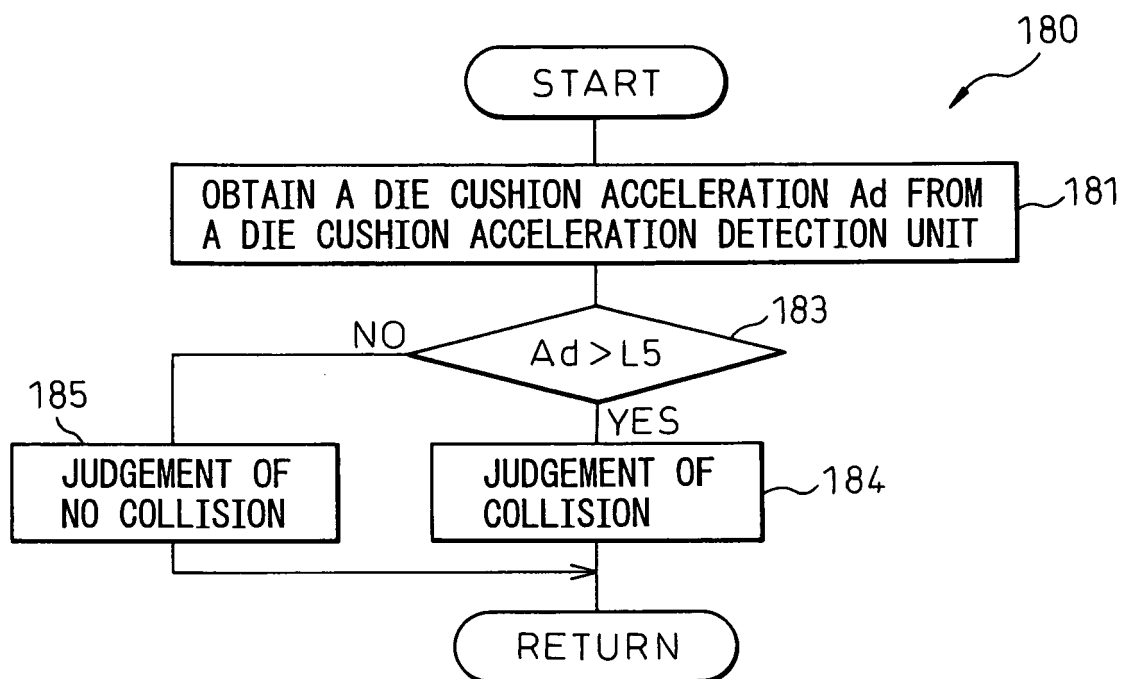 180
START
OBTAIN A DIE CUSHION ACCELERATION Ad FROM
A DIE CUSHION ACCELERATION DETECTION UNIT
181
183
NO
Ad>L5
185
YES
JUDGEMENT OF
NO COLLISION
JUDGEMENT OF
COLLISION
184
RETURN